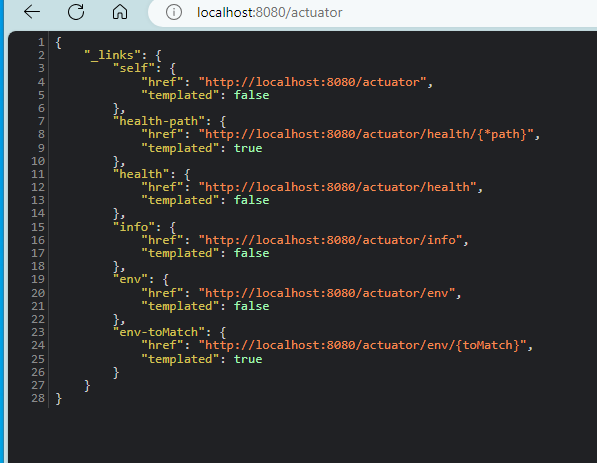 localhost:8080/actuator
1 {
2     "_links": {
3         "self": {
4             "href": "http://localhost:8080/actuator",
5             "templated": false
6         },
7         "health-path": {
8             "href": "http://localhost:8080/actuator/health/{*path}",
9             "templated": true
10         },
11         "health": {
12             "href": "http://localhost:8080/actuator/health",
13             "templated": false
14         },
15         "info": {
16             "href": "http://localhost:8080/actuator/info",
17             "templated": false
18         },
19         "env": {
20             "href": "http://localhost:8080/actuator/env",
21             "templated": false
22         },
23         "env-toMatch": {
24             "href": "http://localhost:8080/actuator/env/{toMatch}",
25             "templated": true
26         }
27     }
28 }